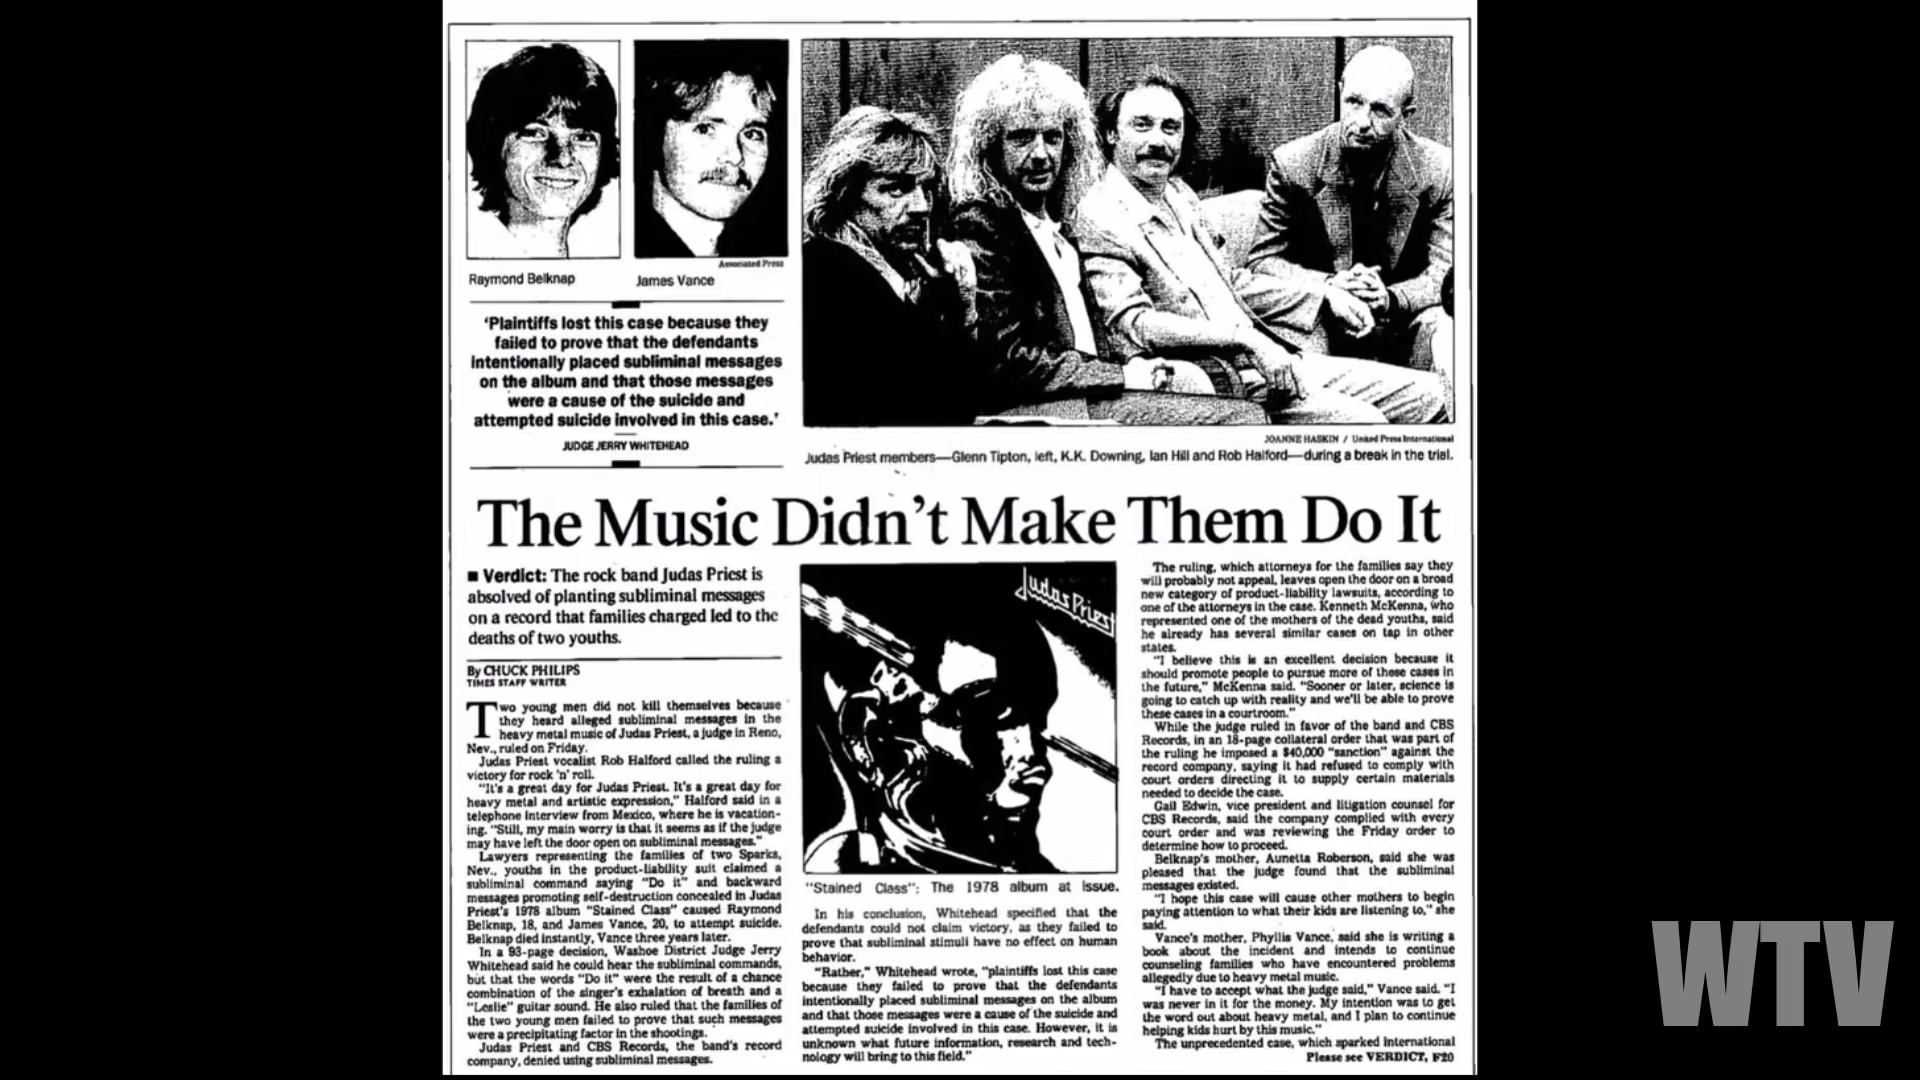 Associated Press
Raymond Belknap
James Vance
‘Plaintiffs lost this case because they
failed to prove that the defendants
intentionally placed subliminal messages
on the album and that those messages
were a cause of the suicide and
attempted suicide involved in this case.’
JUDGE JERRY WHITEHEAD
JOANNE HASKIN / United Press International
Judas Priest members—Glenn Tipton, left, K.K. Downing, Ian Hill and Rob Halford—during a break in the trial.
The Music Didn’t Make Them Do It
■ Verdict: The rock band Judas Priest is
absolved of planting subliminal messages
on a record that families charged led to the
deaths of two youths.
By CHUCK PHILIPS
TIMES STAFF WRITER
Two young men did not kill themselves because
they heard alleged subliminal messages in the
heavy metal music of Judas Priest, a judge in Reno,
Nev., ruled on Friday.
Judas Priest vocalist Rob Halford called the ruling a
victory for rock 'n' roll.
“It's a great day for Judas Priest. It's a great day for
heavy metal and artistic expression,” Halford said in a
telephone interview from Mexico, where he is vacation-
ing. “Still, my main worry is that it seems as if the judge
may have left the door open on subliminal messages.”
Lawyers representing the families of two Sparks,
Nev., youths in the product-liability suit claimed a
subliminal command saying “Do it” and backward
messages promoting self-destruction concealed in Judas
Priest's 1978 album “Stained Class” caused Raymond
Belknap, 18, and James Vance, 20, to attempt suicide.
Belknap died instantly, Vance three years later.
In a 93-page decision, Washoe District Judge Jerry
Whitehead said he could hear the subliminal commands,
but that the words “Do it” were the result of a chance
combination of the singer's exhalation of breath and a
“Leslie” guitar sound. He also ruled that the families of
the two young men failed to prove that such messages
were a precipitating factor in the shootings.
Judas Priest and CBS Records, the band's record
company, denied using subliminal messages.
Judas Priest
“Stained Class”: The 1978 album at issue.
In his conclusion, Whitehead specified that the
defendants could not claim victory, as they failed to
prove that subliminal stimuli have no effect on human
behavior.
“Rather,” Whitehead wrote, “plaintiffs lost this case
because they failed to prove that the defendants
intentionally placed subliminal messages on the album
and that those messages were a cause of the suicide and
attempted suicide involved in this case. However, it is
unknown what future information, research and tech-
nology will bring to this field.”
The ruling, which attorneys for the families say they
will probably not appeal, leaves open the door on a broad
new category of product-liability lawsuits, according to
one of the attorneys in the case. Kenneth McKenna, who
represented one of the mothers of the dead youths, said
he already has several similar cases on tap in other
states.
“I believe this is an excellent decision because it
should promote people to pursue more of these cases in
the future,” McKenna said. “Sooner or later, science is
going to catch up with reality and we'll be able to prove
these cases in a courtroom.”
While the judge ruled in favor of the band and CBS
Records, in an 18-page collateral order that was part of
the ruling he imposed a $40,000 “sanction” against the
record company, saying it had refused to comply with
court orders directing it to supply certain materials
needed to decide the case.
Gail Edwin, vice president and litigation counsel for
CBS Records, said the company complied with every
court order and was reviewing the Friday order to
determine how to proceed.
Belknap's mother, Aunetta Roberson, said she was
pleased that the judge found that the subliminal
messages existed.
“I hope this case will cause other mothers to begin
paying attention to what their kids are listening to,” she
said.
Vance's mother, Phyllis Vance, said she is writing a
book about the incident and intends to continue
counseling families who have encountered problems
allegedly due to heavy metal music.
“I have to accept what the judge said,” Vance said. “I
was never in it for the money. My intention was to get
the word out about heavy metal, and I plan to continue
helping kids hurt by this music.”
The unprecedented case, which sparked international
Please see VERDICT, F20
WTV